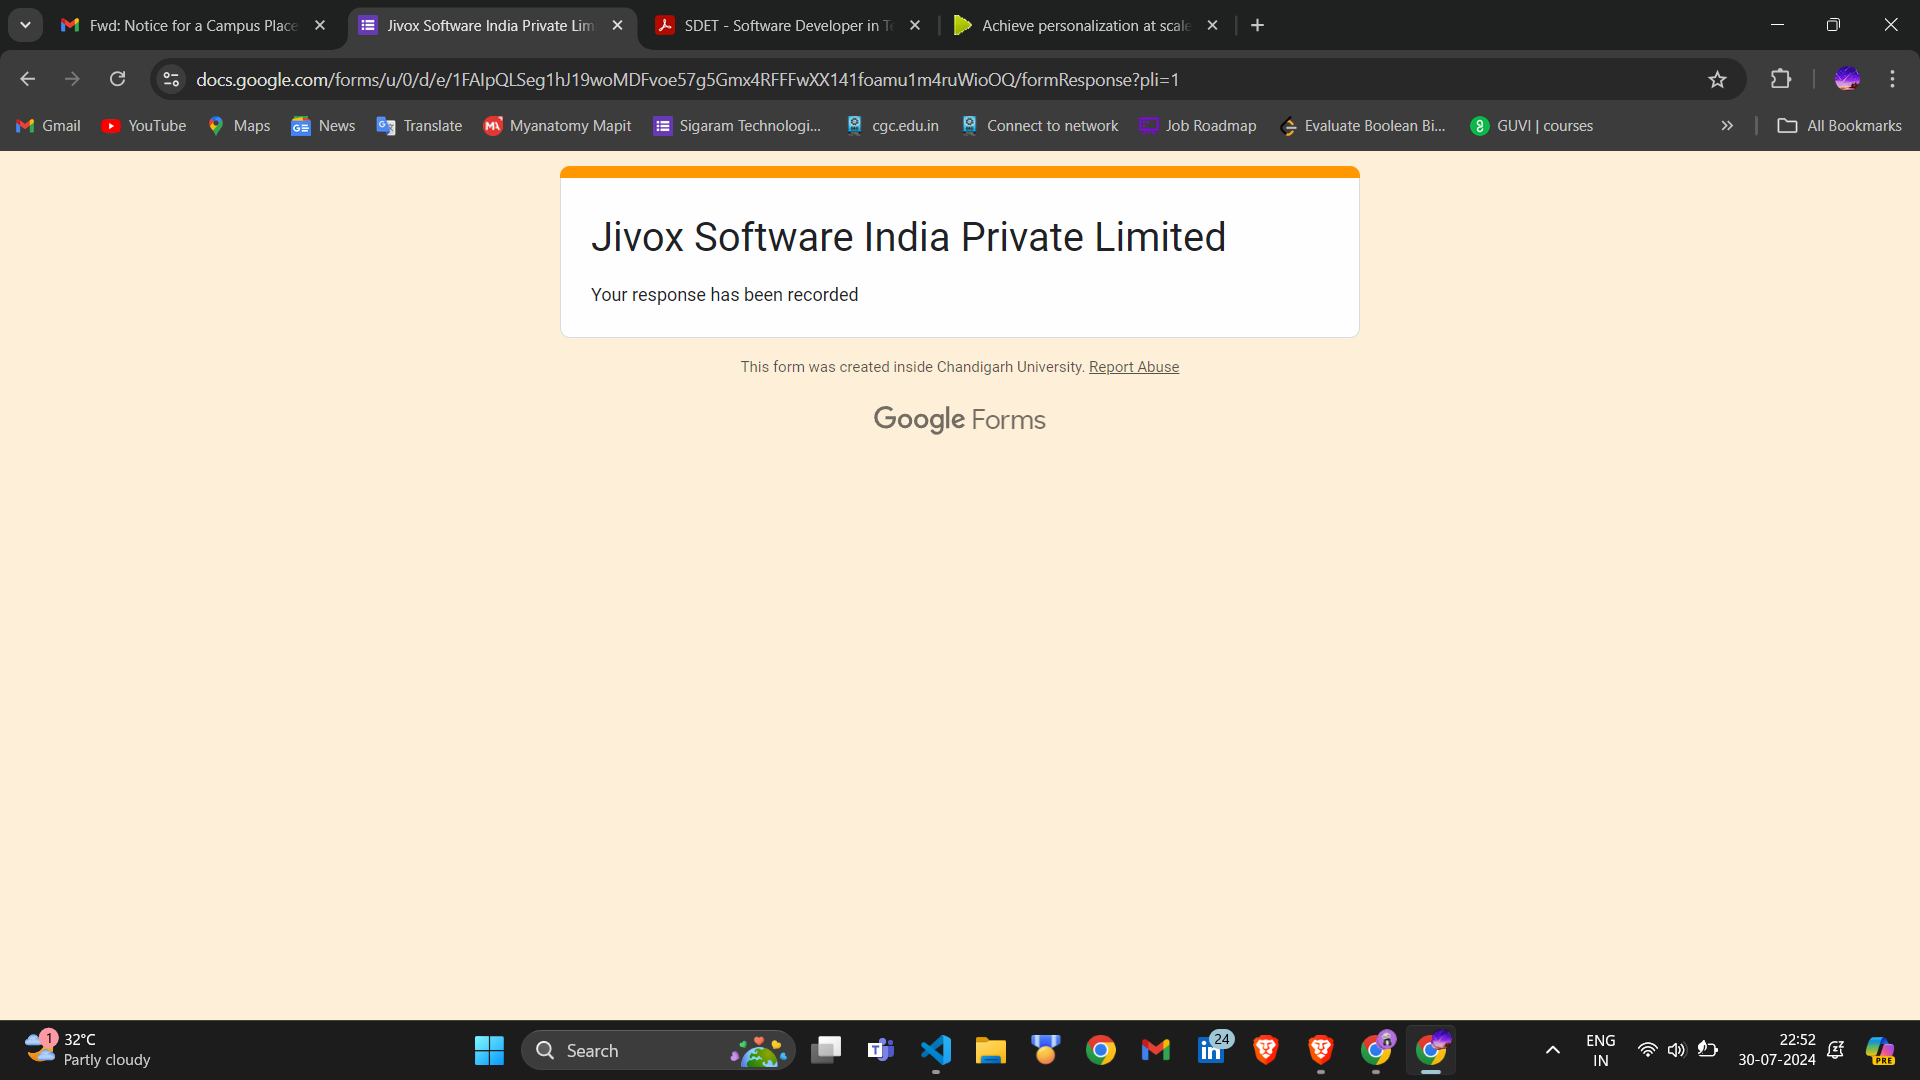 Fwd: Notice for a Campus Place
Jivox Software India Private Lim
SDET - Software Developer in Te
Achieve personalization at scale
docs.google.com/forms/u/0/d/e/1FAIpQLSeg1hJ19woMDFvoe57g5Gmx4RFFFwXX141foamu1m4ruWioOQ/formResponse?pli=1
Gmail
YouTube
Maps
News
Translate
Myanatomy Mapit
Sigaram Technologi...
cgc.edu.in
Connect to network
Job Roadmap
Evaluate Boolean Bi...
GUVI | courses
All Bookmarks
Jivox Software India Private Limited
Your response has been recorded
This form was created inside Chandigarh University. Report Abuse
Google Forms
1
32°C
Partly cloudy
Search
24
ENG
IN
22:52
30-07-2024
PRE